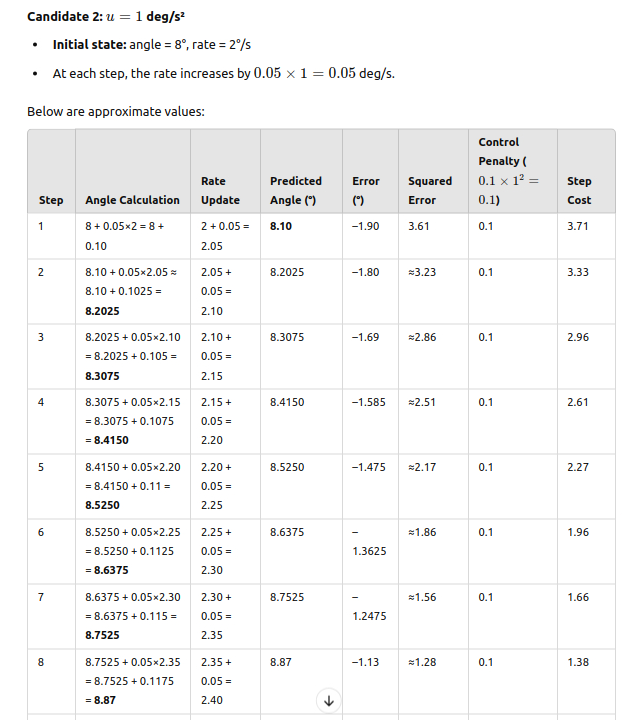 Candidate 2: u = 1 deg/s²
• Initial state: angle = 8°, rate = 2°/s
• At each step, the rate increases by 0.05 × 1 = 0.05 deg/s.
Below are approximate values:
Step
Angle Calculation
Rate
Update
Predicted
Angle (°)
Error
(°)
Squared
Error
Control
Penalty (
0.1 × 1² =
0.1)
Step
Cost
1
8 + 0.05×2 = 8 +
0.10
2 + 0.05 =
2.05
8.10
−1.90
3.61
0.1
3.71
2
8.10 + 0.05×2.05 ≈
8.10 + 0.1025 =
8.2025
2.05 +
0.05 =
2.10
8.2025
−1.80
≈3.23
0.1
3.33
3
8.2025 + 0.05×2.10
= 8.2025 + 0.105 =
8.3075
2.10 +
0.05 =
2.15
8.3075
−1.69
≈2.86
0.1
2.96
4
8.3075 + 0.05×2.15
= 8.3075 + 0.1075
= 8.4150
2.15 +
0.05 =
2.20
8.4150
−1.585
≈2.51
0.1
2.61
5
8.4150 + 0.05×2.20
= 8.4150 + 0.11 =
8.5250
2.20 +
0.05 =
2.25
8.5250
−1.475
≈2.17
0.1
2.27
6
8.5250 + 0.05×2.25
= 8.5250 + 0.1125
= 8.6375
2.25 +
0.05 =
2.30
8.6375
−
1.3625
≈1.86
0.1
1.96
7
8.6375 + 0.05×2.30
= 8.6375 + 0.115 =
8.7525
2.30 +
0.05 =
2.35
8.7525
−
1.2475
≈1.56
0.1
1.66
8
8.7525 + 0.05×2.35
= 8.7525 + 0.1175
= 8.87
2.35 +
0.05 =
2.40
8.87
−1.13
≈1.28
0.1
1.38